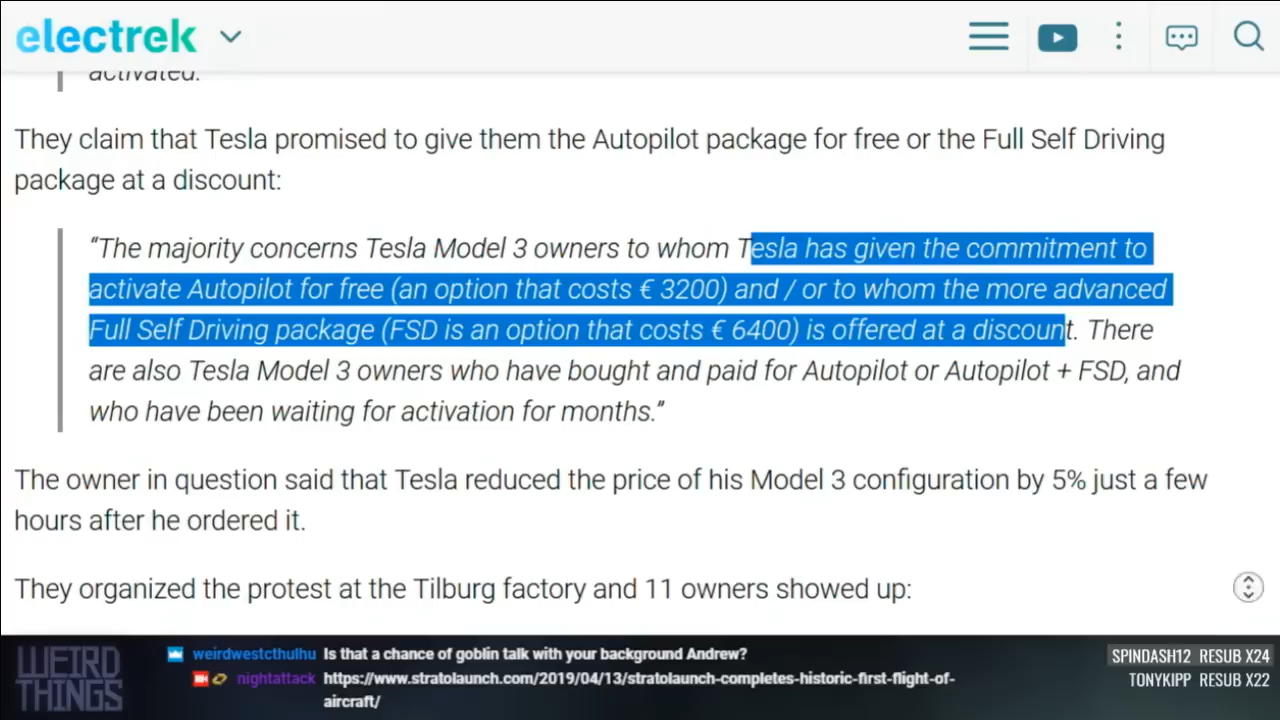 electrek
activated.
They claim that Tesla promised to give them the Autopilot package for free or the Full Self Driving
package at a discount:
“The majority concerns Tesla Model 3 owners to whom Tesla has given the commitment to
activate Autopilot for free (an option that costs € 3200) and / or to whom the more advanced
Full Self Driving package (FSD is an option that costs € 6400) is offered at a discount. There
are also Tesla Model 3 owners who have bought and paid for Autopilot or Autopilot + FSD, and
who have been waiting for activation for months.”
The owner in question said that Tesla reduced the price of his Model 3 configuration by 5% just a few
hours after he ordered it.
They organized the protest at the Tilburg factory and 11 owners showed up:
WEIRD
THINGS
weirdwestcthulhu Is that a chance of goblin talk with your background Andrew?
nightattack https://www.stratolaunch.com/2019/04/13/stratolaunch-completes-historic-first-flight-of-
aircraft/
SPINDASH12 RESUB X24
TONYKIPP RESUB X22